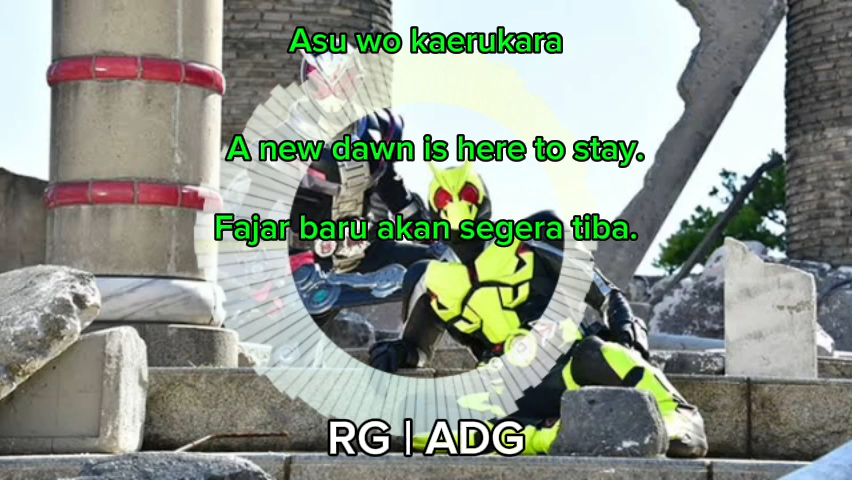 Asu wo kaerukara
A new dawn is here to stay.
Fajar baru akan segera tiba.
RG | ADG